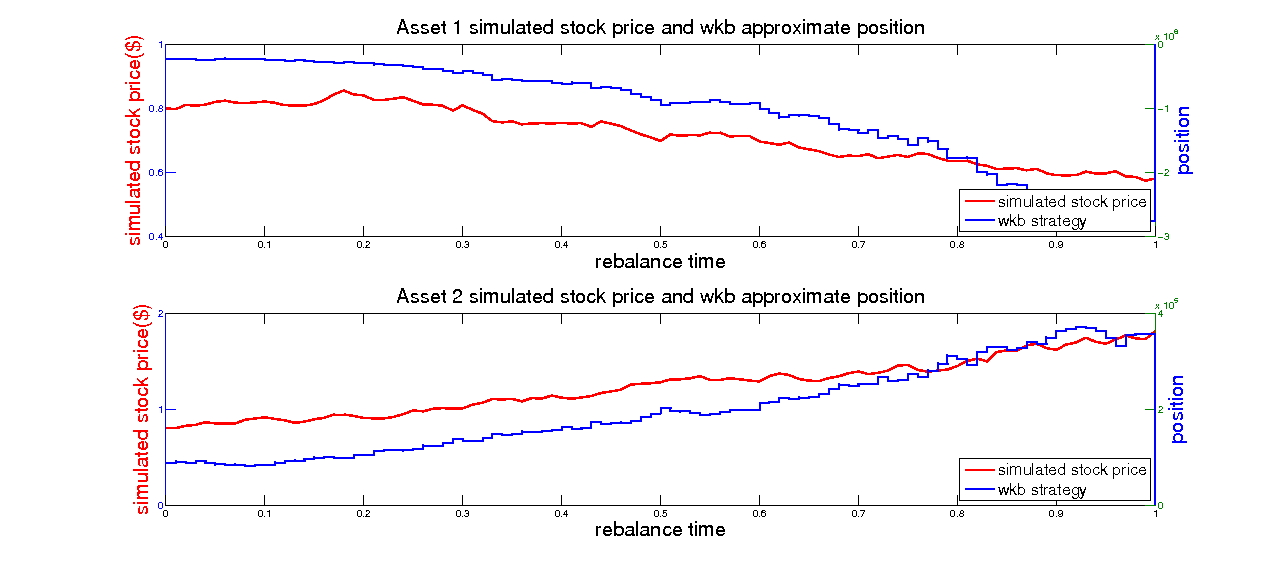 Asset 1 simulated stock price and wkb approximate position
x 10
1
0.8
0.6
0.4
simulated stock price($)
0
-1
-2
-3
position
simulated stock price
wkb strategy
0 0.1 0.2 0.3 0.4 0.5 0.6 0.7 0.8 0.9 1
rebalance time
Asset 2 simulated stock price and wkb approximate position
x 10
2
1
0
simulated stock price($)
4
2
0
position
simulated stock price
wkb strategy
0 0.1 0.2 0.3 0.4 0.5 0.6 0.7 0.8 0.9 1
rebalance time